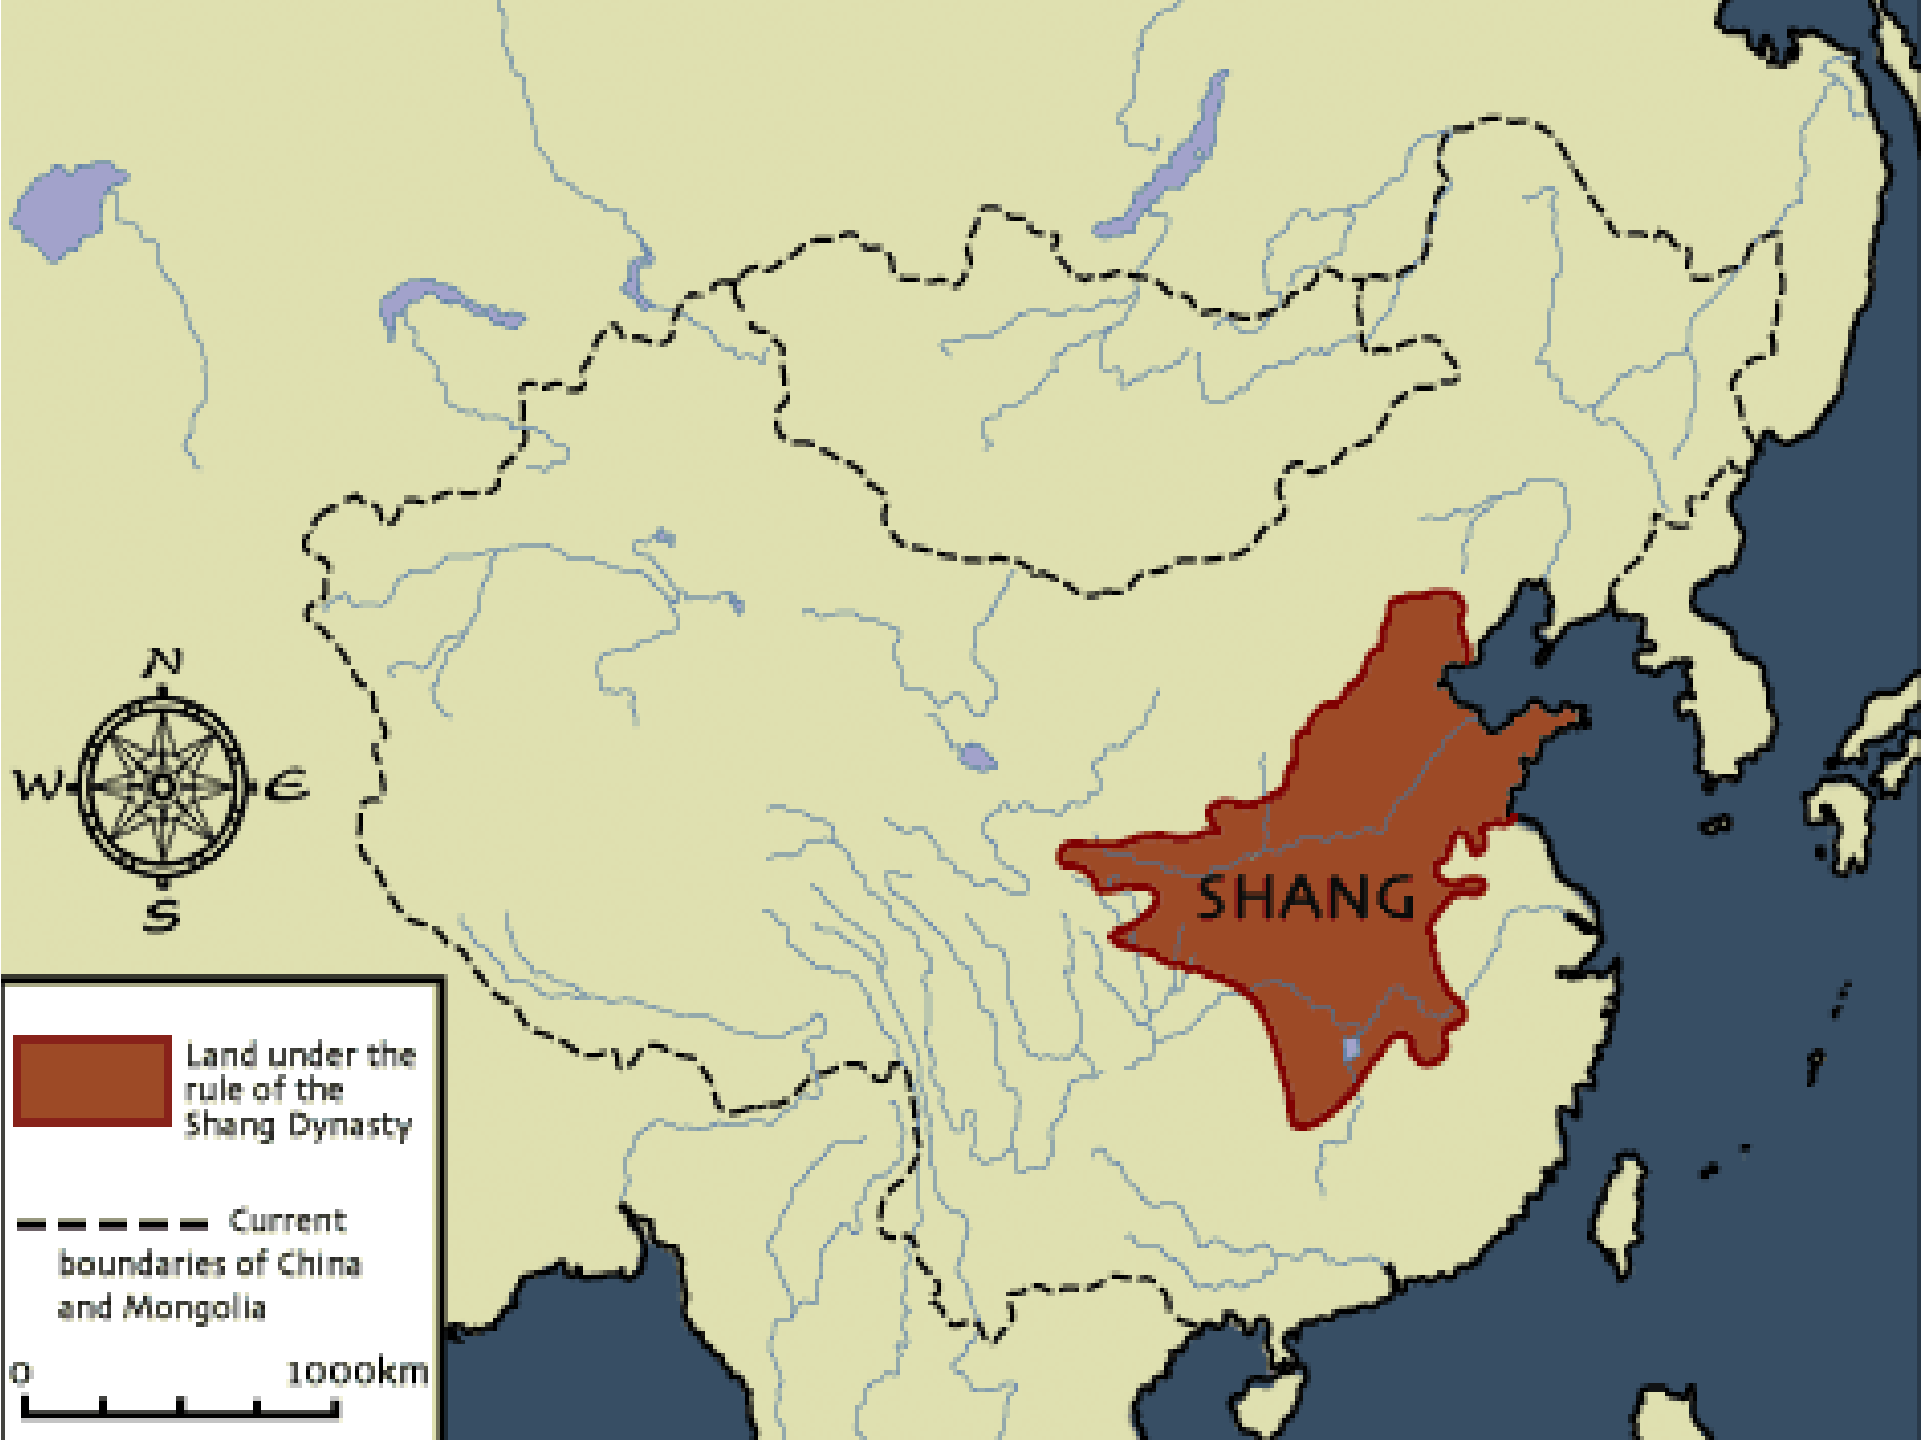 N
W E
S
SHANG
Land under the
rule of the
Shang Dynasty
Current
boundaries of China
and Mongolia
0 1000km